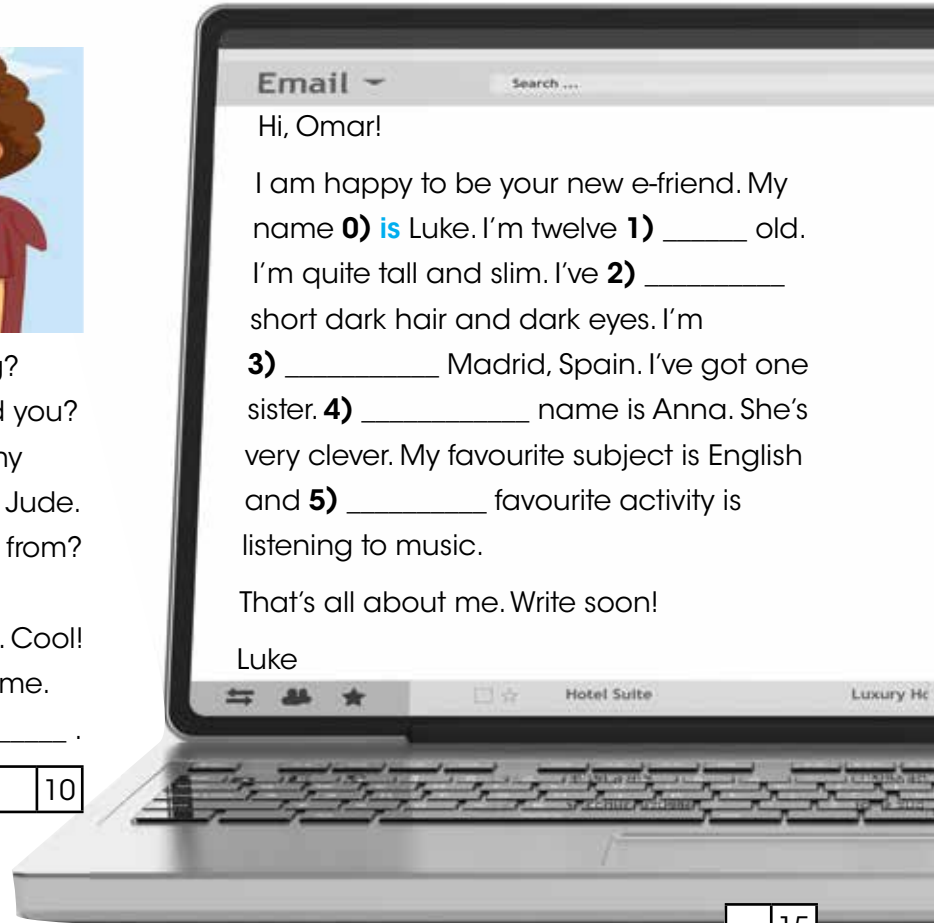 Email
Search ...
Hi, Omar!
I am happy to be your new e-friend. My
name 0) is Luke. I'm twelve 1) ______ old.
I'm quite tall and slim. I've 2) __________
short dark hair and dark eyes. I'm
3) ___________ Madrid, Spain. I've got one
sister. 4) ____________ name is Anna. She's
very clever. My favourite subject is English
and 5) __________ favourite activity is
listening to music.
That's all about me. Write soon!
Luke
Hotel Suite
Luxury
?
you?
Jude.
from?
. Cool!
me.
_____ .
10
15